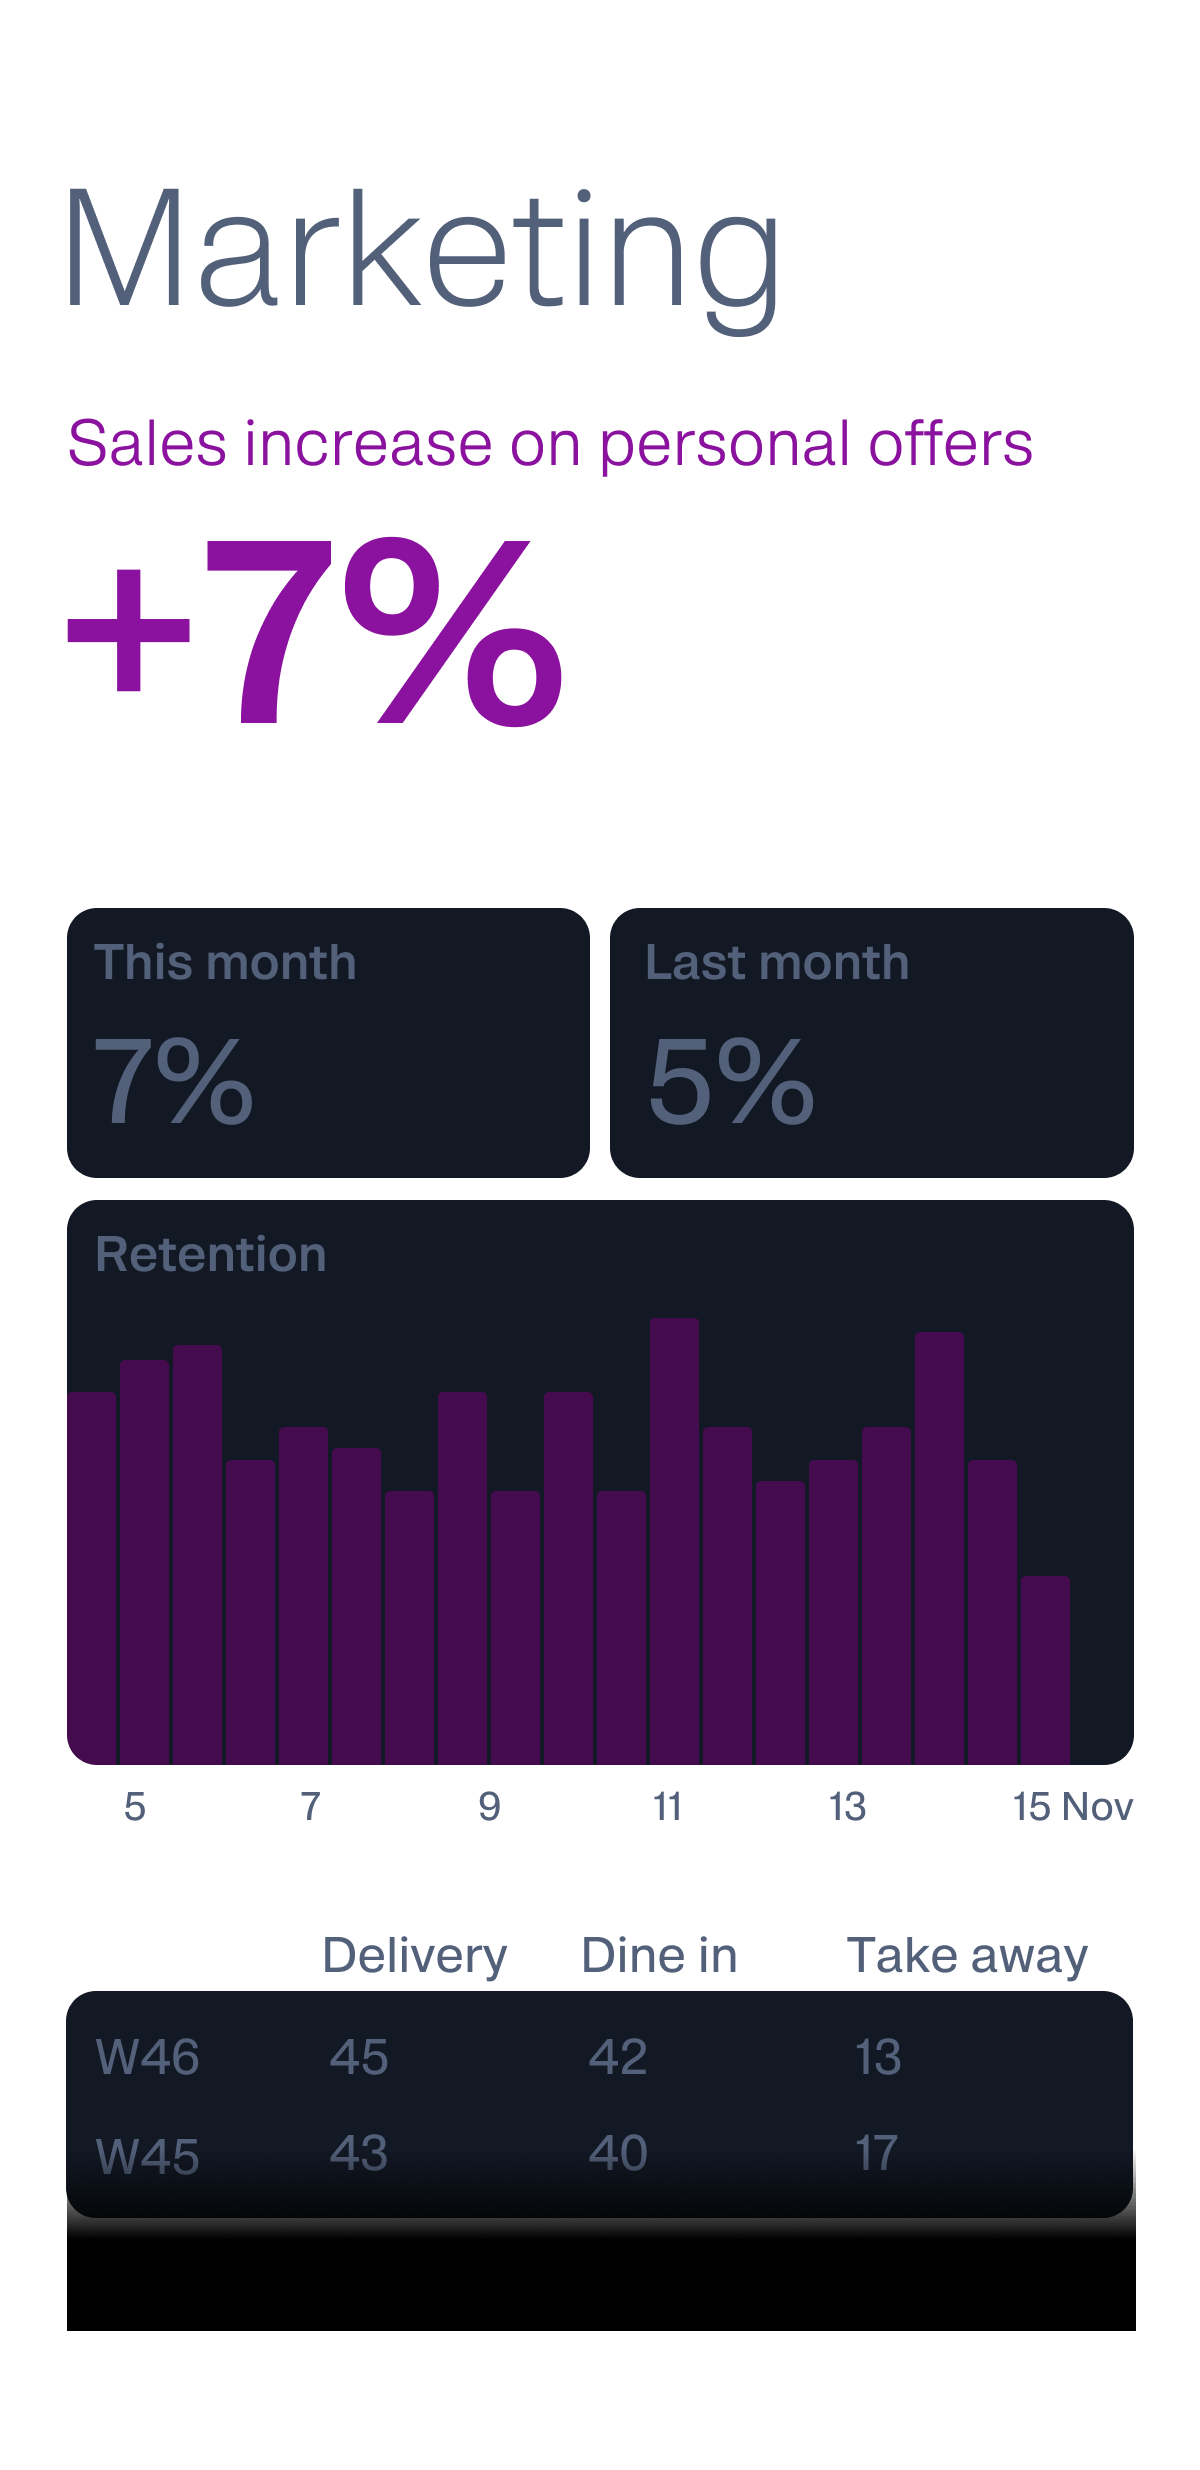 Marketing
Sales increase on personal offers
+7%
This month
Last month
7%
5%
Retention
5 7 9 11 13 15 Nov
Delivery Dine in Take away
W46 45 42 13
W45 43 40 17